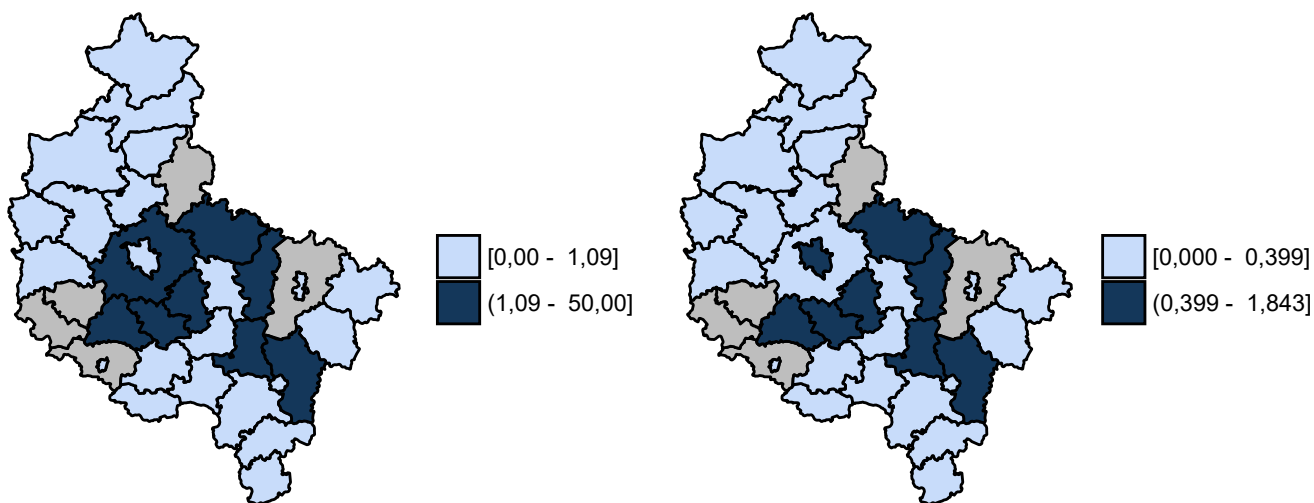 [0,00 - 1,09]
(1,09 - 50,00]
[0,000 - 0,399]
(0,399 - 1,843]